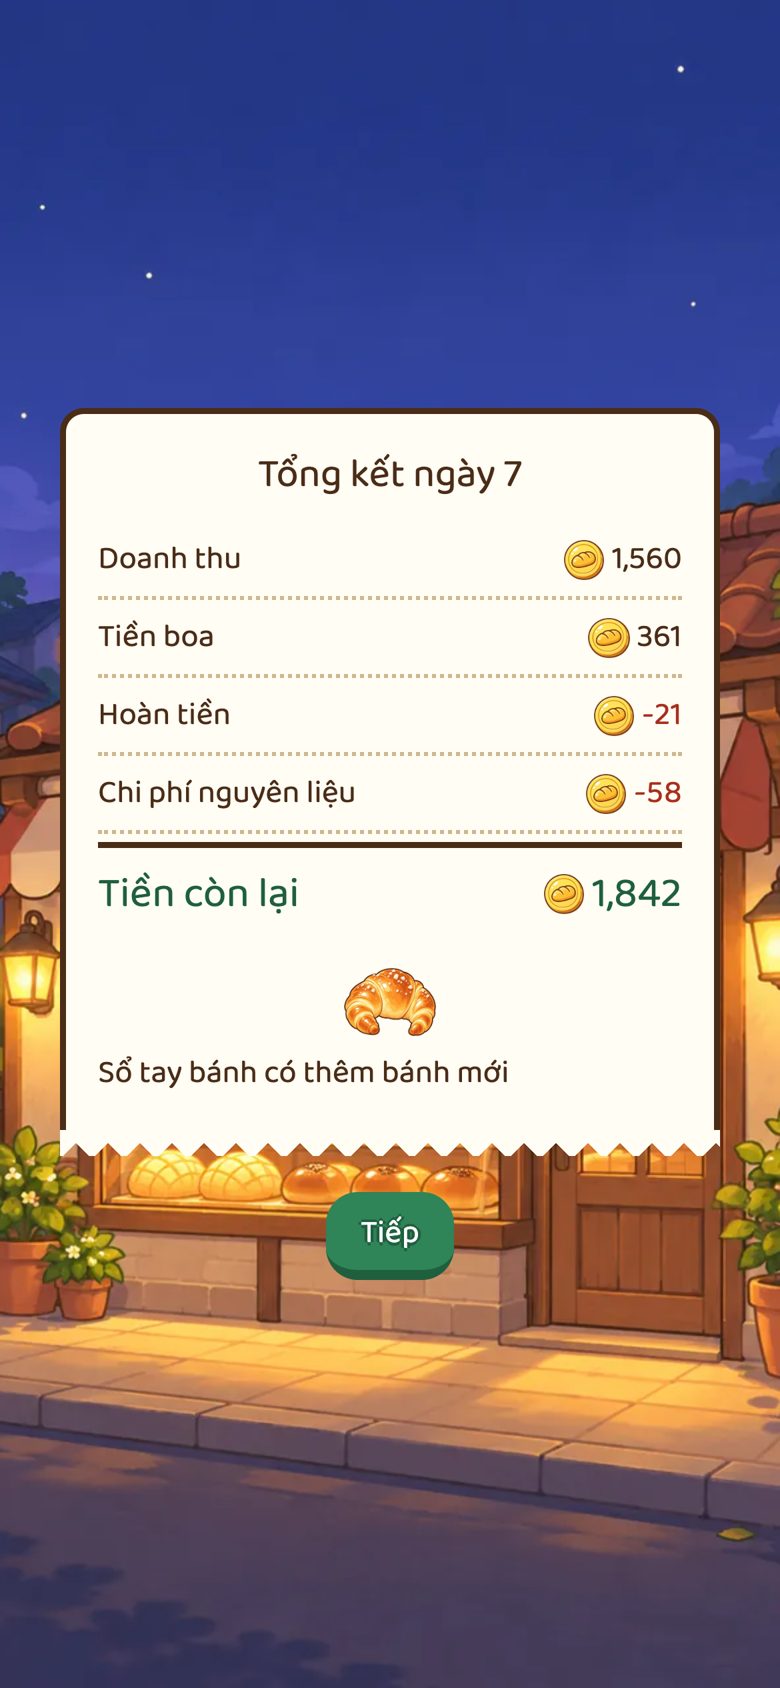 Tổng kết ngày 7
Doanh thu 1,560
Tiền boa 361
Hoàn tiền -21
Chi phí nguyên liệu -58
Tiền còn lại 1,842
Sổ tay bánh có thêm bánh mới
Tiếp